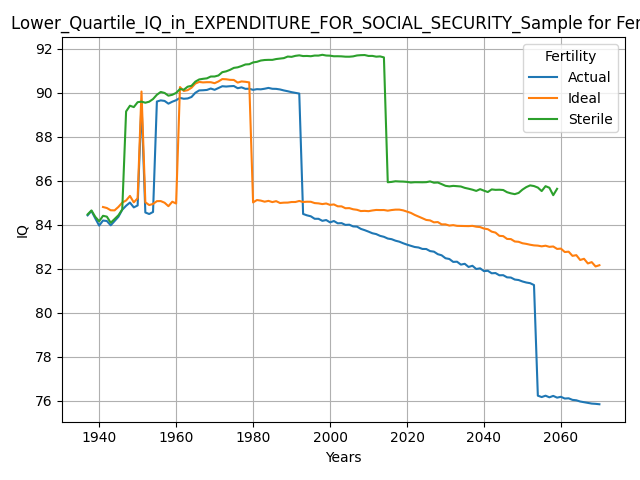 Lower_Quartile_IQ_in_EXPENDITURE_FOR_SOCIAL_SECURITY_Sample for Fer
Fertility
Actual
Ideal
Sterile
92
90
88
86
84
82
80
78
76
IQ
1940
1960
1980
2000
2020
2040
2060
Years